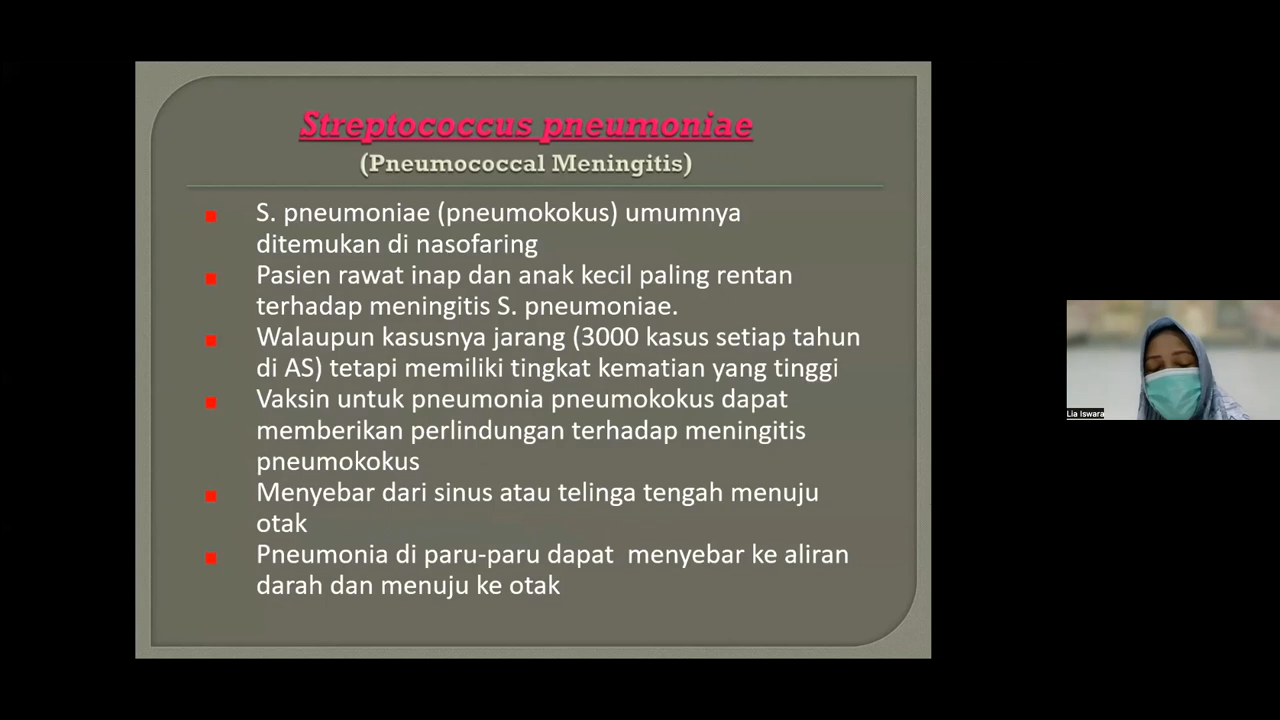 Streptococcus pneumoniae
(Pneumococcal Meningitis)
S. pneumoniae (pneumokokus) umumnya
ditemukan di nasofaring
Pasien rawat inap dan anak kecil paling rentan
terhadap meningitis S. pneumoniae.
Walaupun kasusnya jarang (3000 kasus setiap tahun
di AS) tetapi memiliki tingkat kematian yang tinggi
Vaksin untuk pneumonia pneumokokus dapat
memberikan perlindungan terhadap meningitis
pneumokokus
Menyebar dari sinus atau telinga tengah menuju
otak
Pneumonia di paru-paru dapat  menyebar ke aliran
darah dan menuju ke otak
Lia Iswara